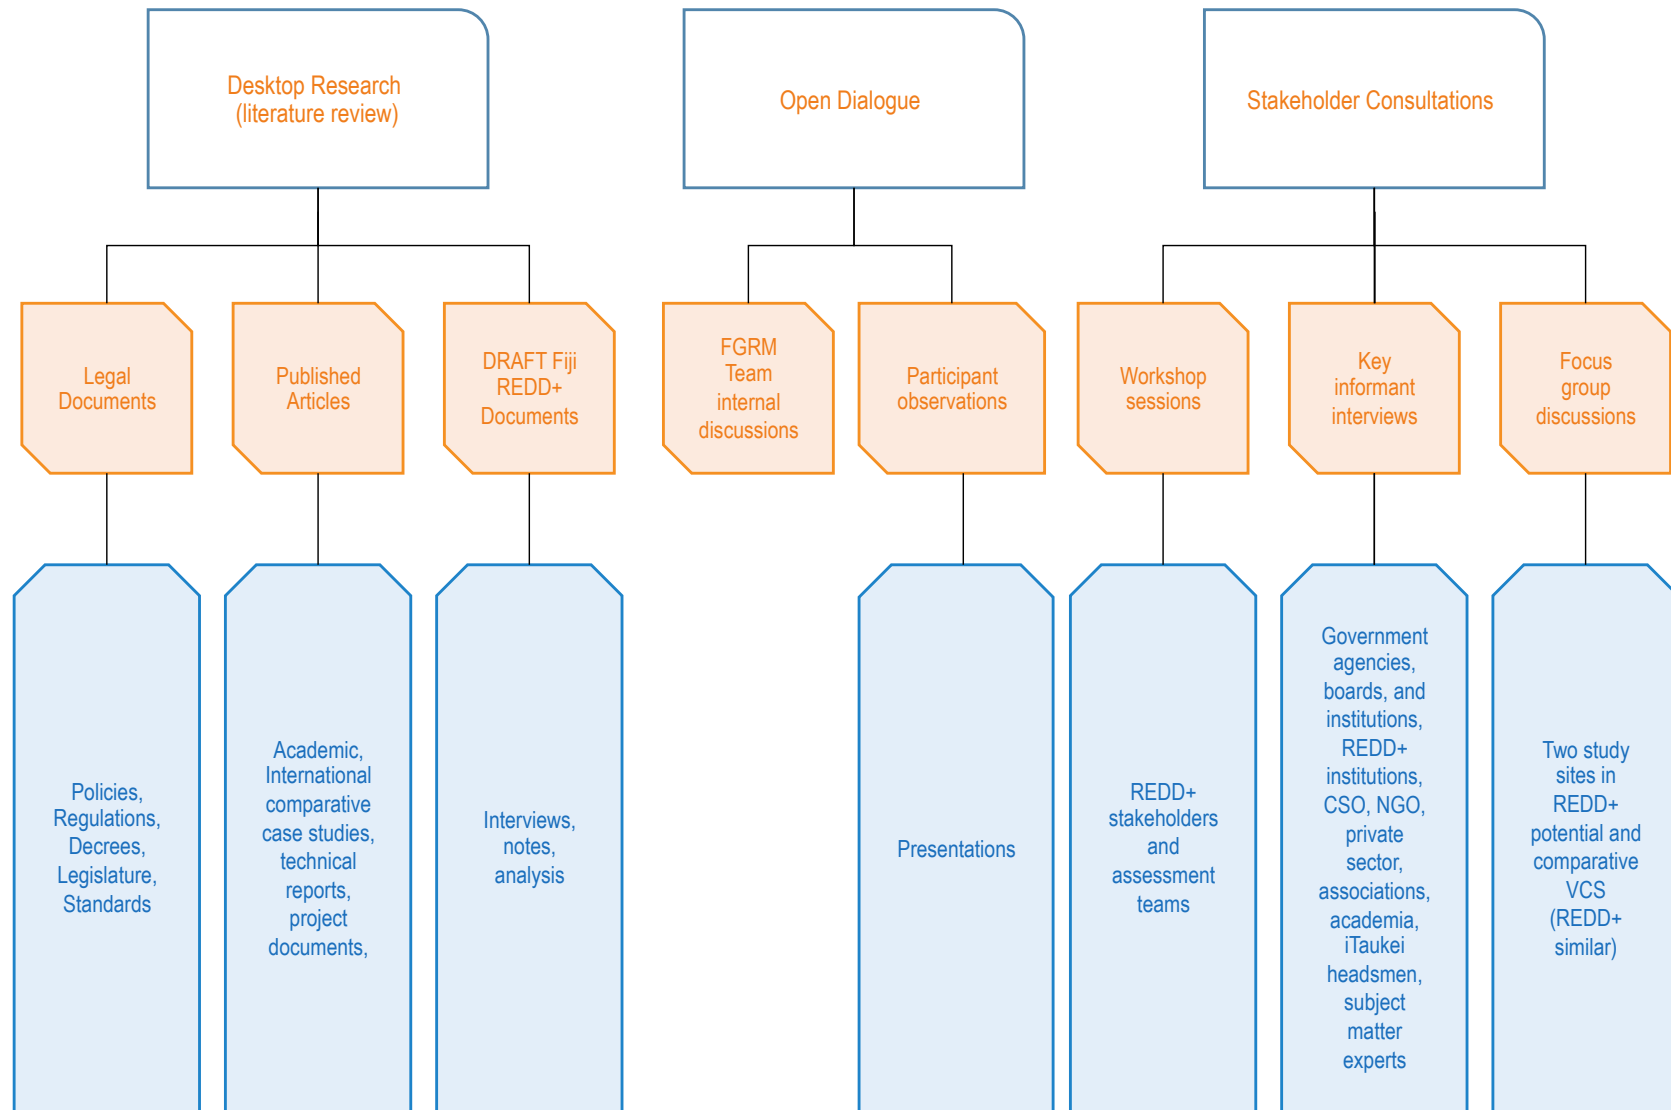 Desktop Research
(literature review)
Open Dialogue
Stakeholder Consultations
Legal
Documents
Published
Articles
DRAFT Fiji
REDD+
Documents
FGRM
Team
internal
discussions
Participant
observations
Workshop
sessions
Key
informant
interviews
Focus
group
discussions
Policies,
Regulations,
Decrees,
Legislature,
Standards
Academic,
International
comparative
case studies,
technical
reports,
project
documents,
Interviews,
notes,
analysis
Presentations
REDD+
stakeholders
and
assessment
teams
Government
agencies,
boards, and
institutions,
REDD+
institutions,
CSO, NGO,
private
sector,
associations,
academia,
iTaukei
headsmen,
subject
matter
experts
Two study
sites in
REDD+
potential and
comparative
VCS
(REDD+
similar)